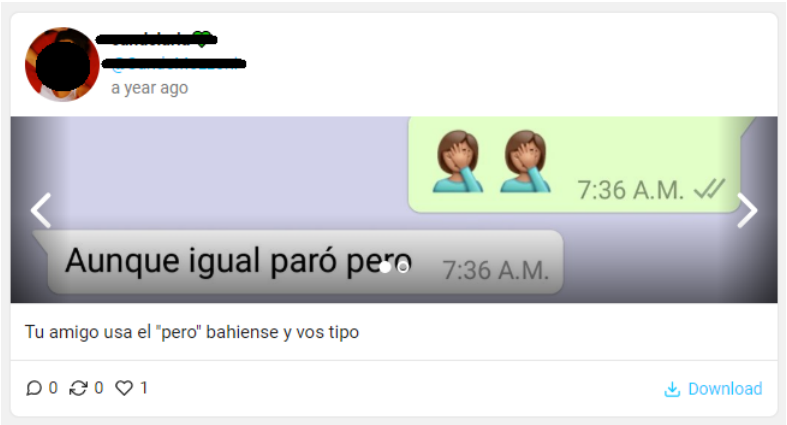 a year ago
7:36 A.M.
Aunque igual paró pero 7:36 A.M.
Tu amigo usa el "pero" bahiense y vos tipo
0 0 1 Download